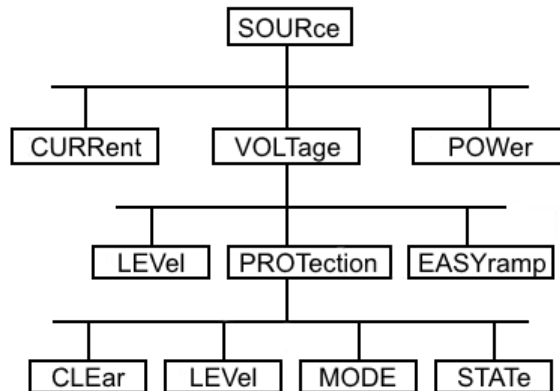 SOURce
CURRent VOLTage POWer
LEVel PROTection EASYramp
CLEar LEVel MODE STATe